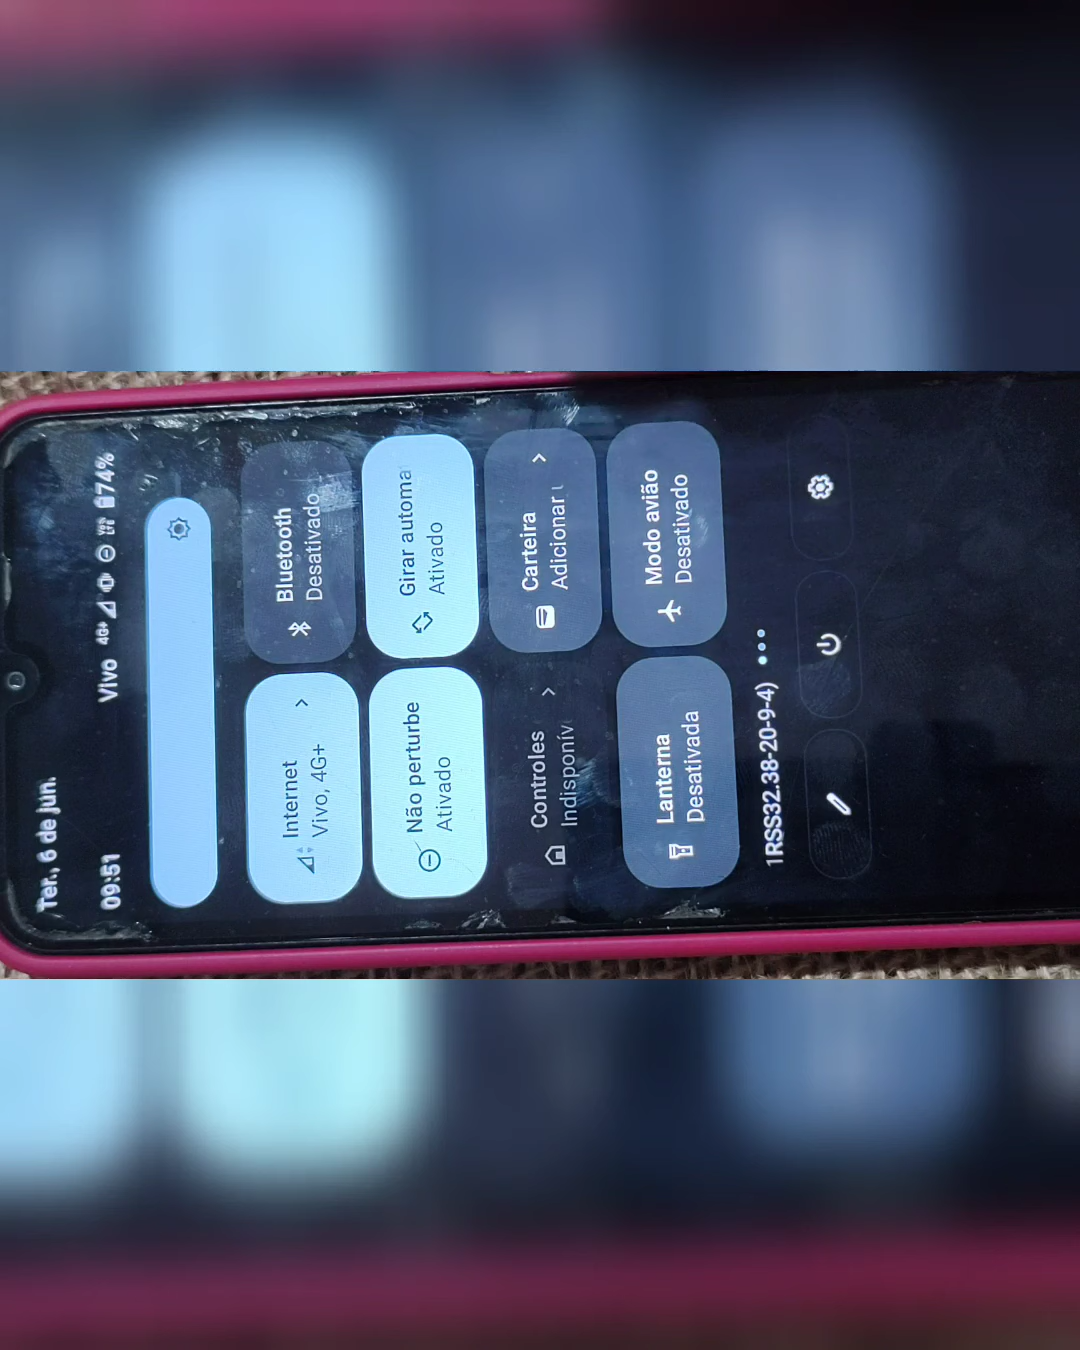 Ter., 6 de jun.
09:51
Vivo 4G+ 74%
Internet
Vivo, 4G+
Bluetooth
Desativado
Não perturbe
Ativado
Girar automa
Ativado
Controles
Indisponív
Carteira
Adicionar
Lanterna
Desativada
Modo avião
Desativado
1RSS32.38-20-9-4)